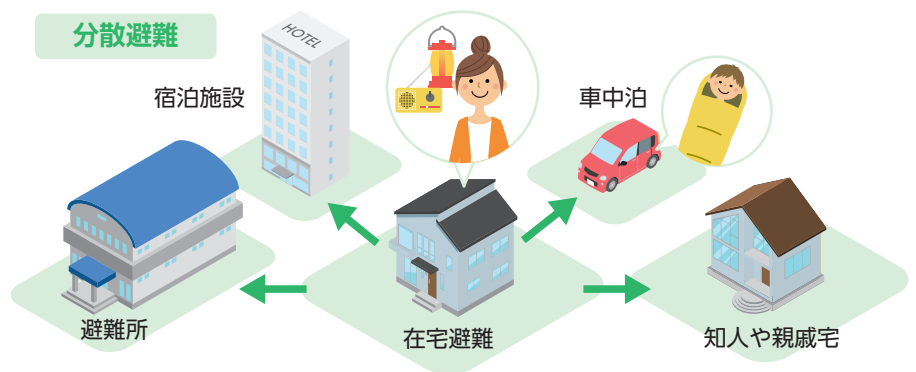 分散避難
HOTEL
宿泊施設
車中泊
避難所
在宅避難
知人や親戚宅